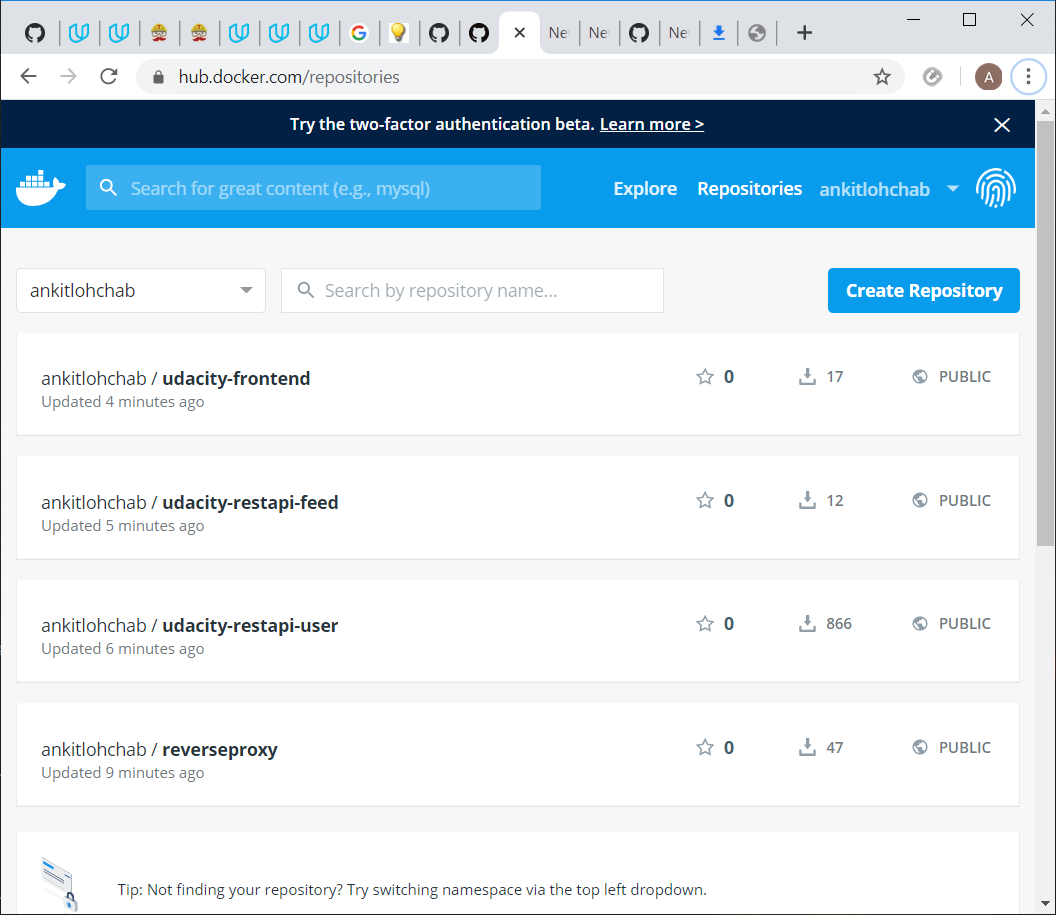 Ne
Ne
Ne
hub.docker.com/repositories
A
Try the two-factor authentication beta. Learn more >
Search for great content (e.g., mysql)
Explore
Repositories
ankitlohchab
ankitlohchab
Search by repository name...
Create Repository
ankitlohchab / udacity-frontend
0
17
PUBLIC
Updated 4 minutes ago
ankitlohchab / udacity-restapi-feed
0
12
PUBLIC
Updated 5 minutes ago
ankitlohchab / udacity-restapi-user
0
866
PUBLIC
Updated 6 minutes ago
ankitlohchab / reverseproxy
0
47
PUBLIC
Updated 9 minutes ago
Tip: Not finding your repository? Try switching namespace via the top left dropdown.